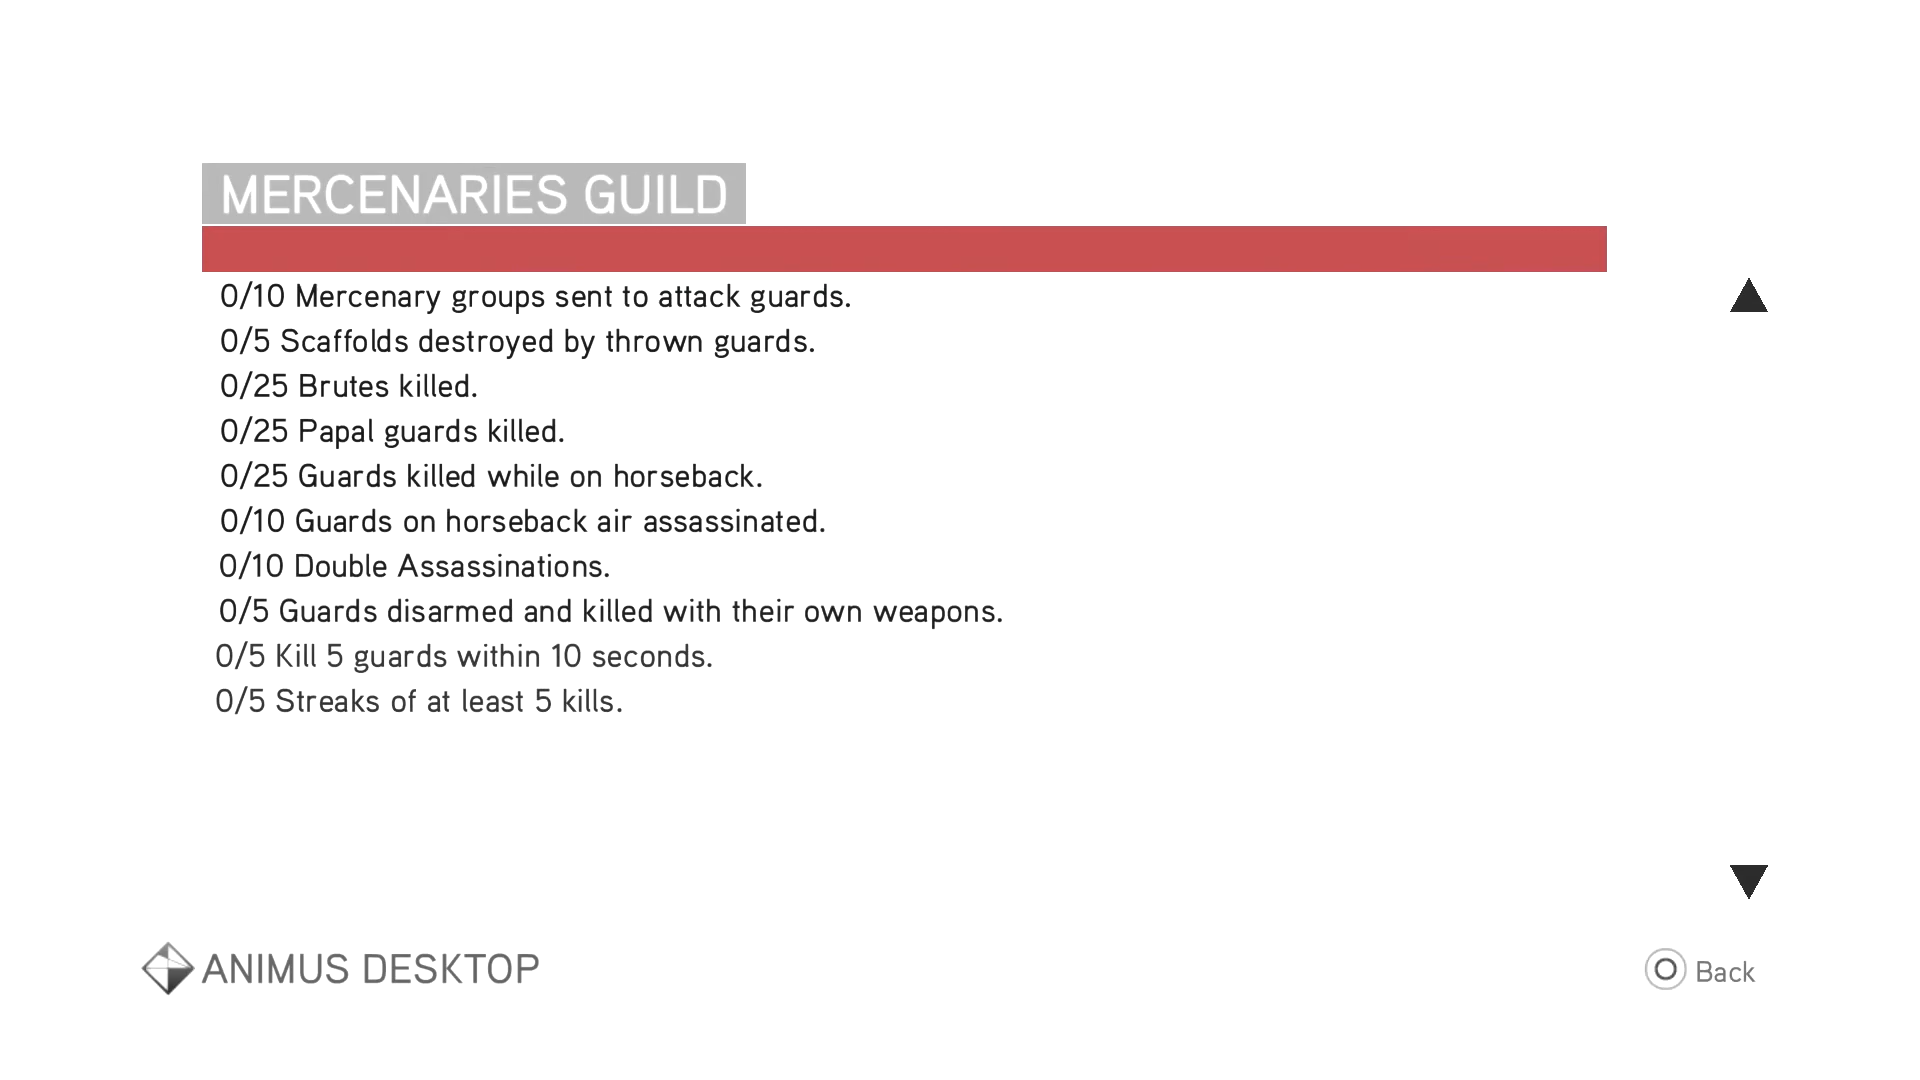 MERCENARIES GUILD
0/10 Mercenary groups sent to attack guards.
0/5 Scaffolds destroyed by thrown guards.
0/25 Brutes killed.
0/25 Papal guards killed.
0/25 Guards killed while on horseback.
0/10 Guards on horseback air assassinated.
0/10 Double Assassinations.
0/5 Guards disarmed and killed with their own weapons.
0/5 Kill 5 guards within 10 seconds.
0/5 Streaks of at least 5 kills.
ANIMUS DESKTOP
Back